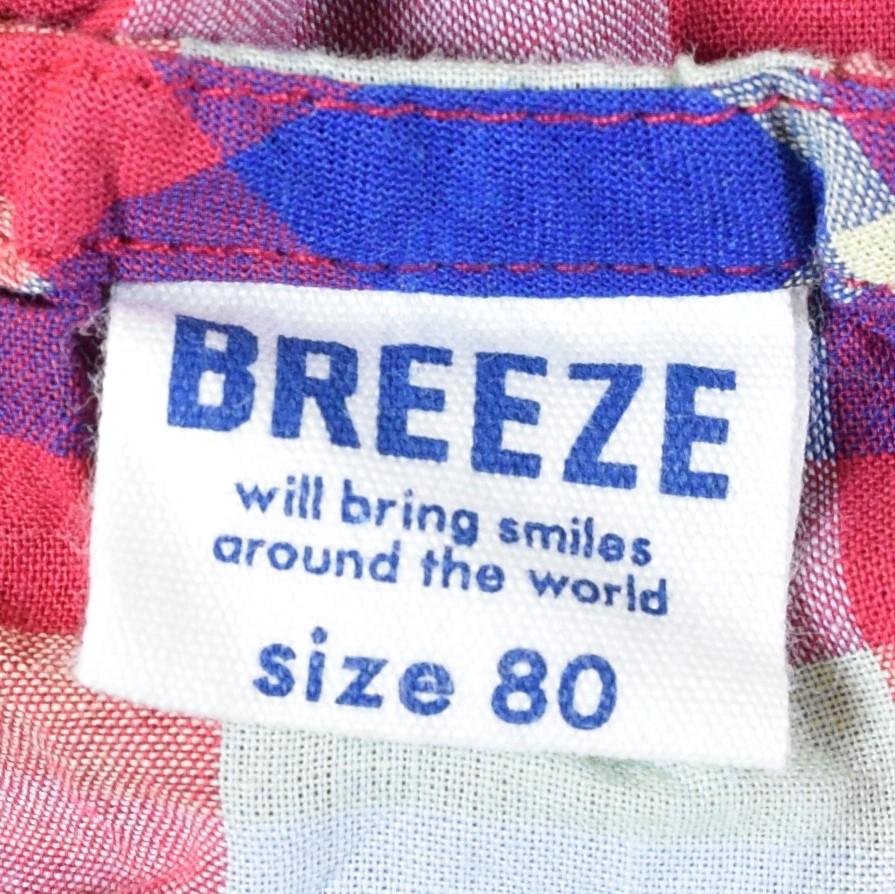 BREEZE
will bring smiles
around the world
size 80